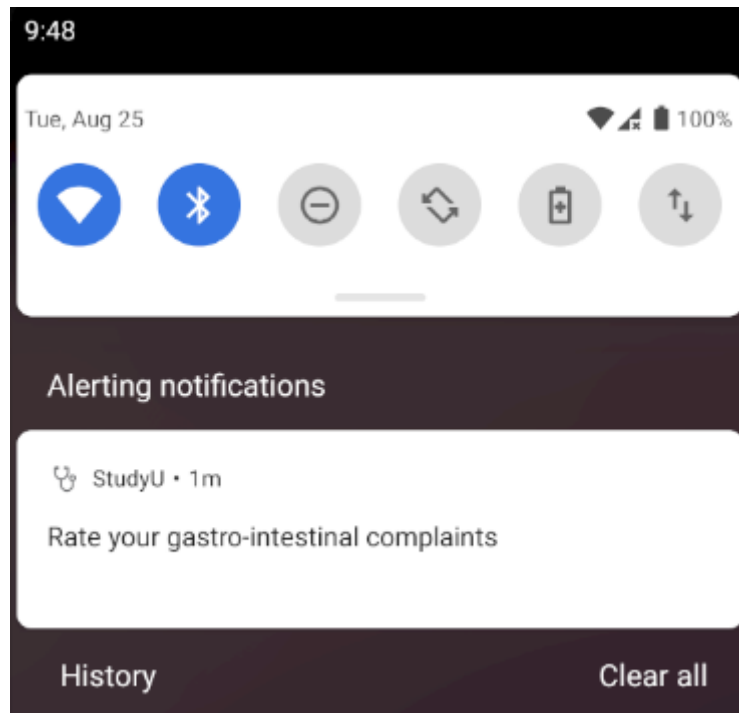 9:48
Tue, Aug 25 100%
Alerting notifications
StudyU • 1m
Rate your gastro-intestinal complaints
History Clear all